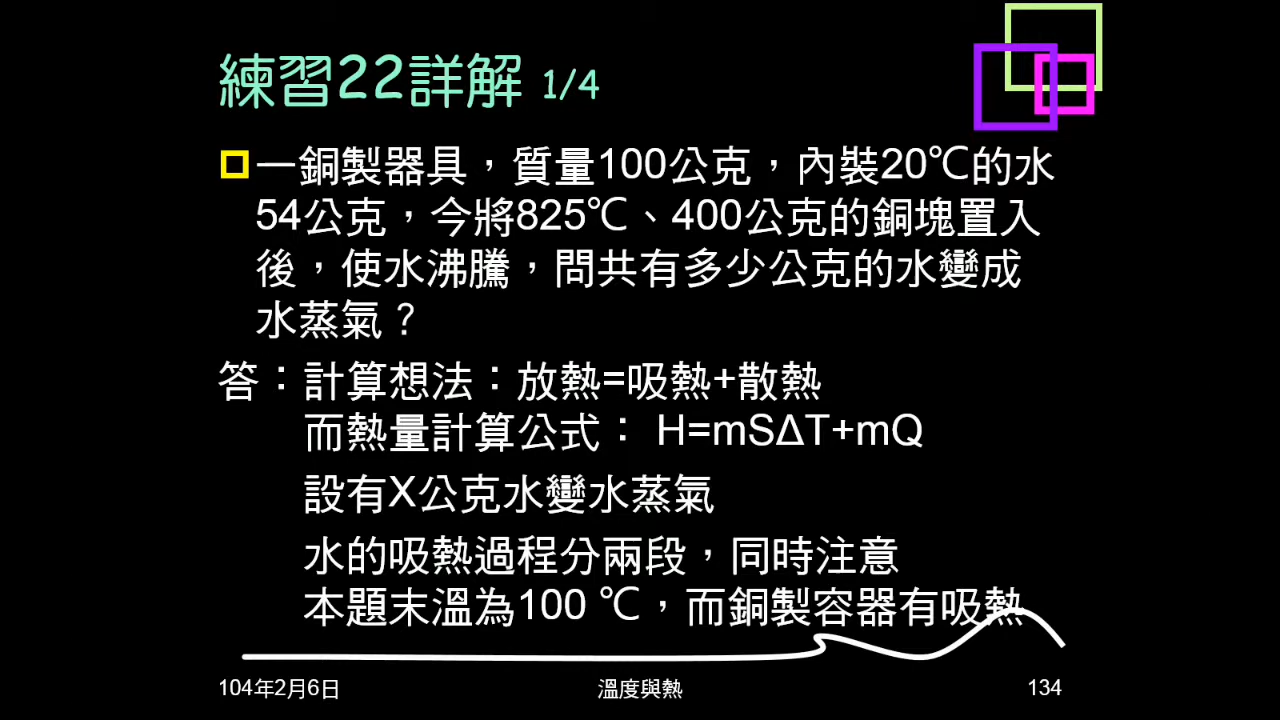 練習22詳解 1/4
一銅製器具，質量100公克，內裝20℃的水
54公克，今將825℃、400公克的銅塊置入
後，使水沸騰，問共有多少公克的水變成
水蒸氣？
答：計算想法：放熱=吸熱+散熱
而熱量計算公式： H=mSΔT+mQ
設有X公克水變水蒸氣
水的吸熱過程分兩段，同時注意
本題末溫為100 ℃，而銅製容器有吸熱
104年2月6日
溫度與熱
134